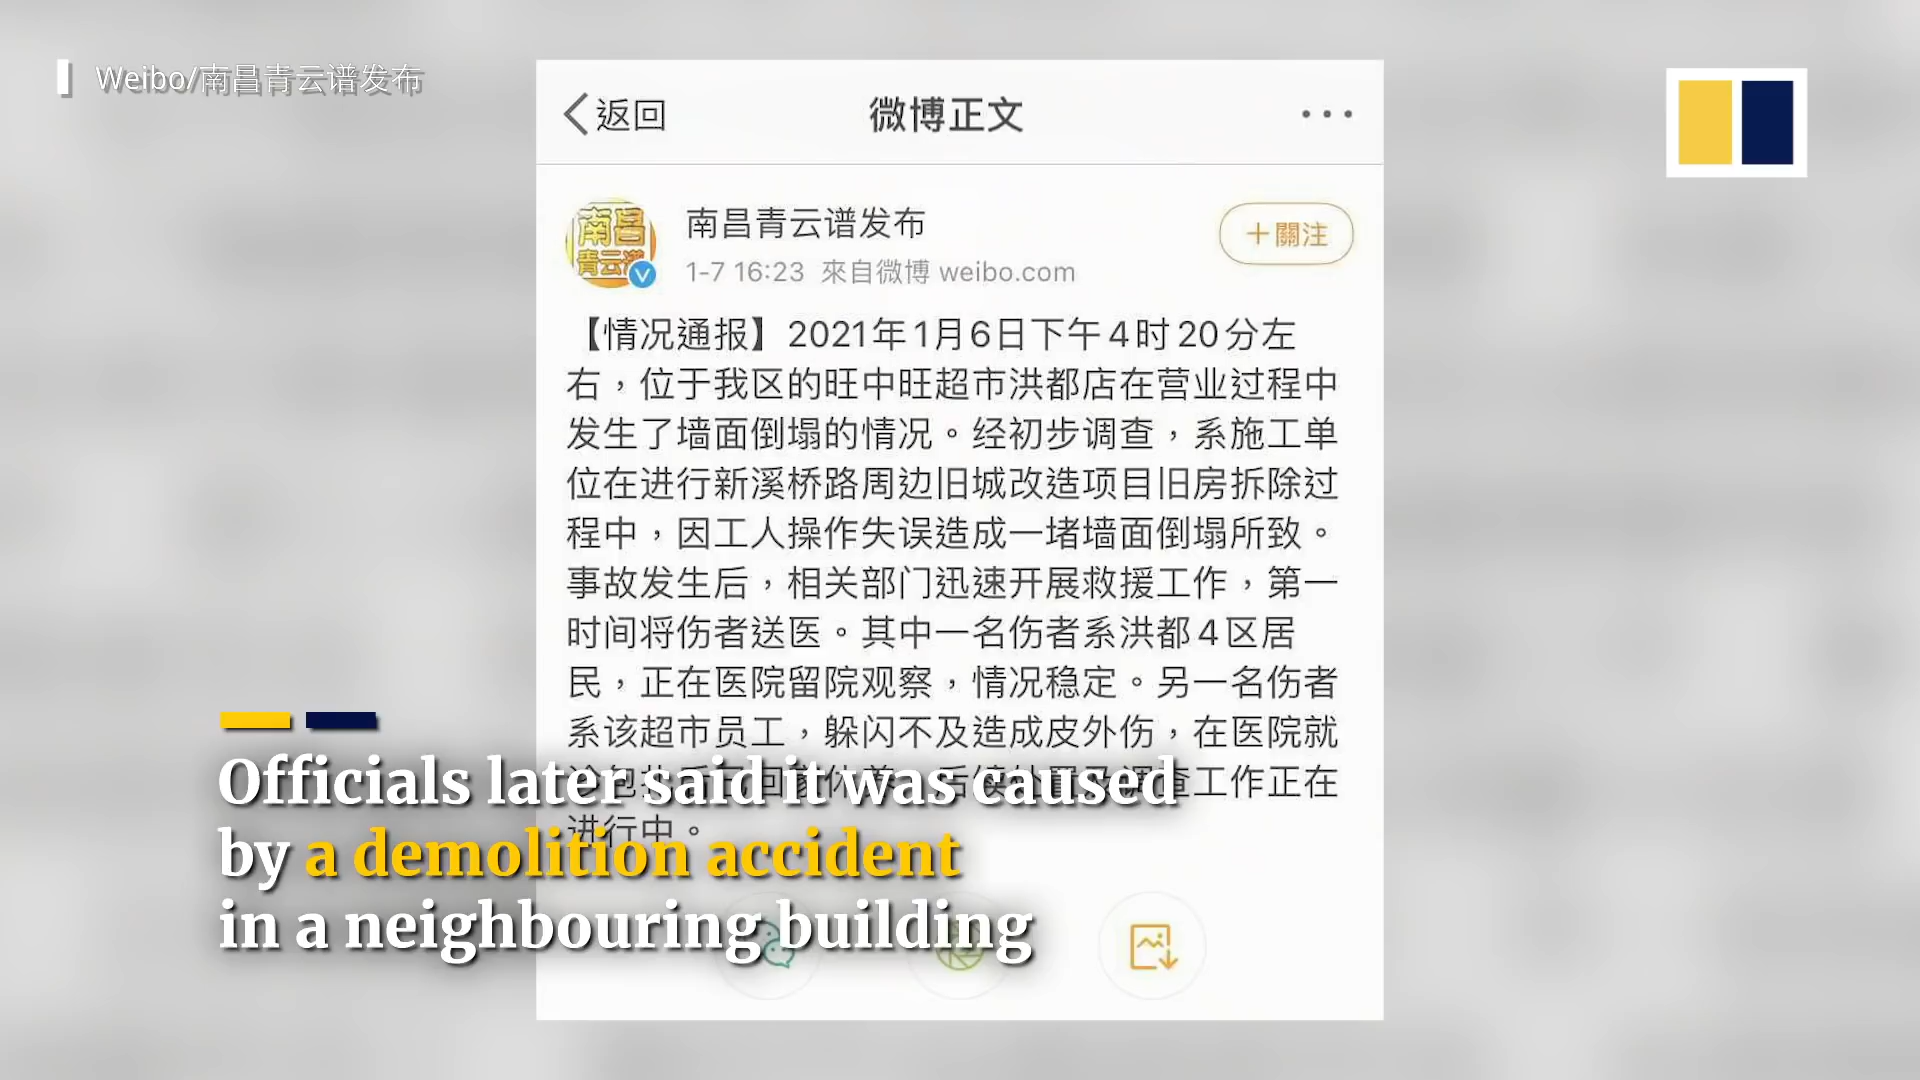 Weibo/南昌青云谱发布
返回
微博正文
南昌青云谱发布
+關注
1-7 16:23 來自微博 weibo.com
【情况通报】2021年1月6日下午4时20分左
右，位于我区的旺中旺超市洪都店在营业过程中
发生了墙面倒塌的情况。经初步调查，系施工单
位在进行新溪桥路周边旧城改造项目旧房拆除过
程中，因工人操作失误造成一堵墙面倒塌所致。
事故发生后，相关部门迅速开展救援工作，第一
时间将伤者送医。其中一名伤者系洪都4区居
民，正在医院留院观察，情况稳定。另一名伤者
系该超市员工，躲闪不及造成皮外伤，在医院就
工作正在
进行中。
Officials later said it was caused
by a demolition accident
in a neighbouring building